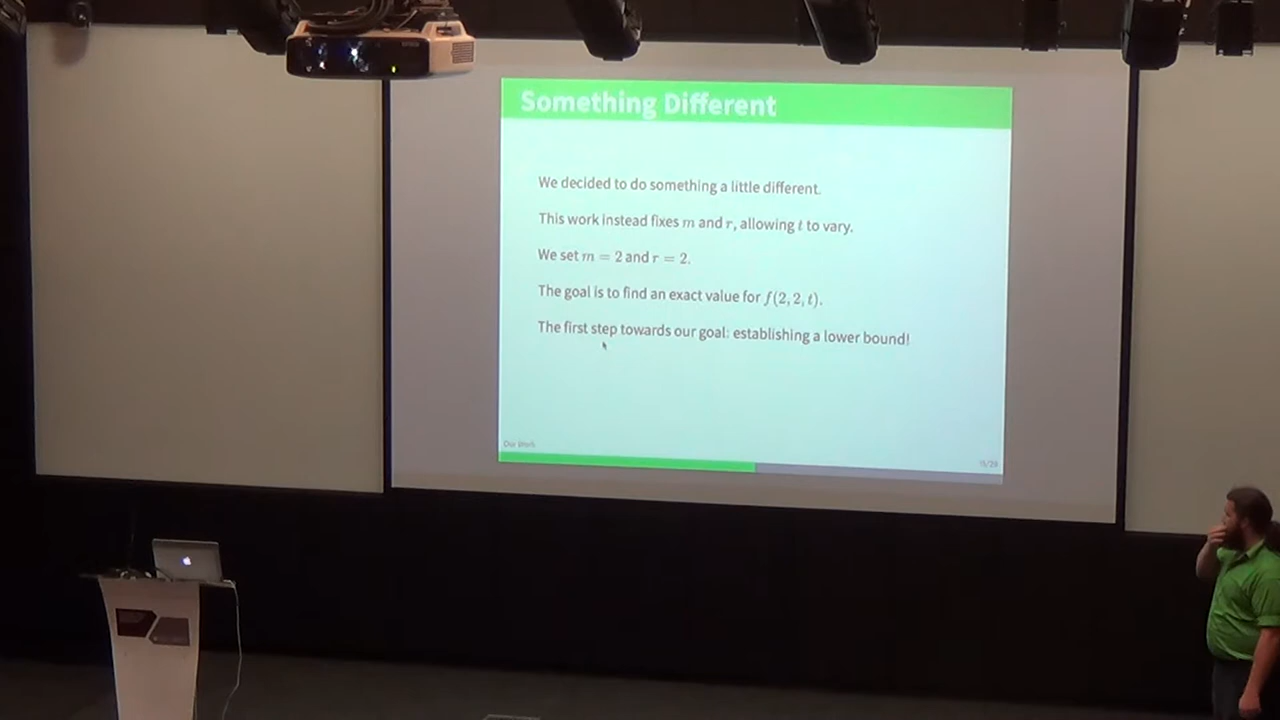 Something Different
We decided to do something a little different.
This work instead fixes m and r, allowing t to vary.
We set m = 2 and r = 2.
The goal is to find an exact value for f(2, 2, t).
The first step towards our goal: establishing a lower bound!
Our Work